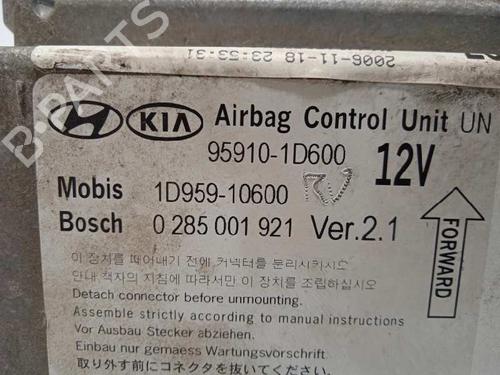 2006-11-18 23:53:31
KIA Airbag Control Unit UN
95910-1D600
12V
Mobis 1D959-10600 RV
Bosch 0 285 001 921 Ver.2.1
FORWARD
이 장치를 떼어내기 전에 커넥터를 분리시하시오
안내 책자의 지침에 따라서만 이 장치를 조립하십시오
Detach connector before unmounting.
Assemble strictly according to manual instructions
Vor Ausbau Stecker abziehen.
Einbau nur gemaess Wartungsvorschrift.
取り外す前にコネクタを抜いてください。
B-PARTS